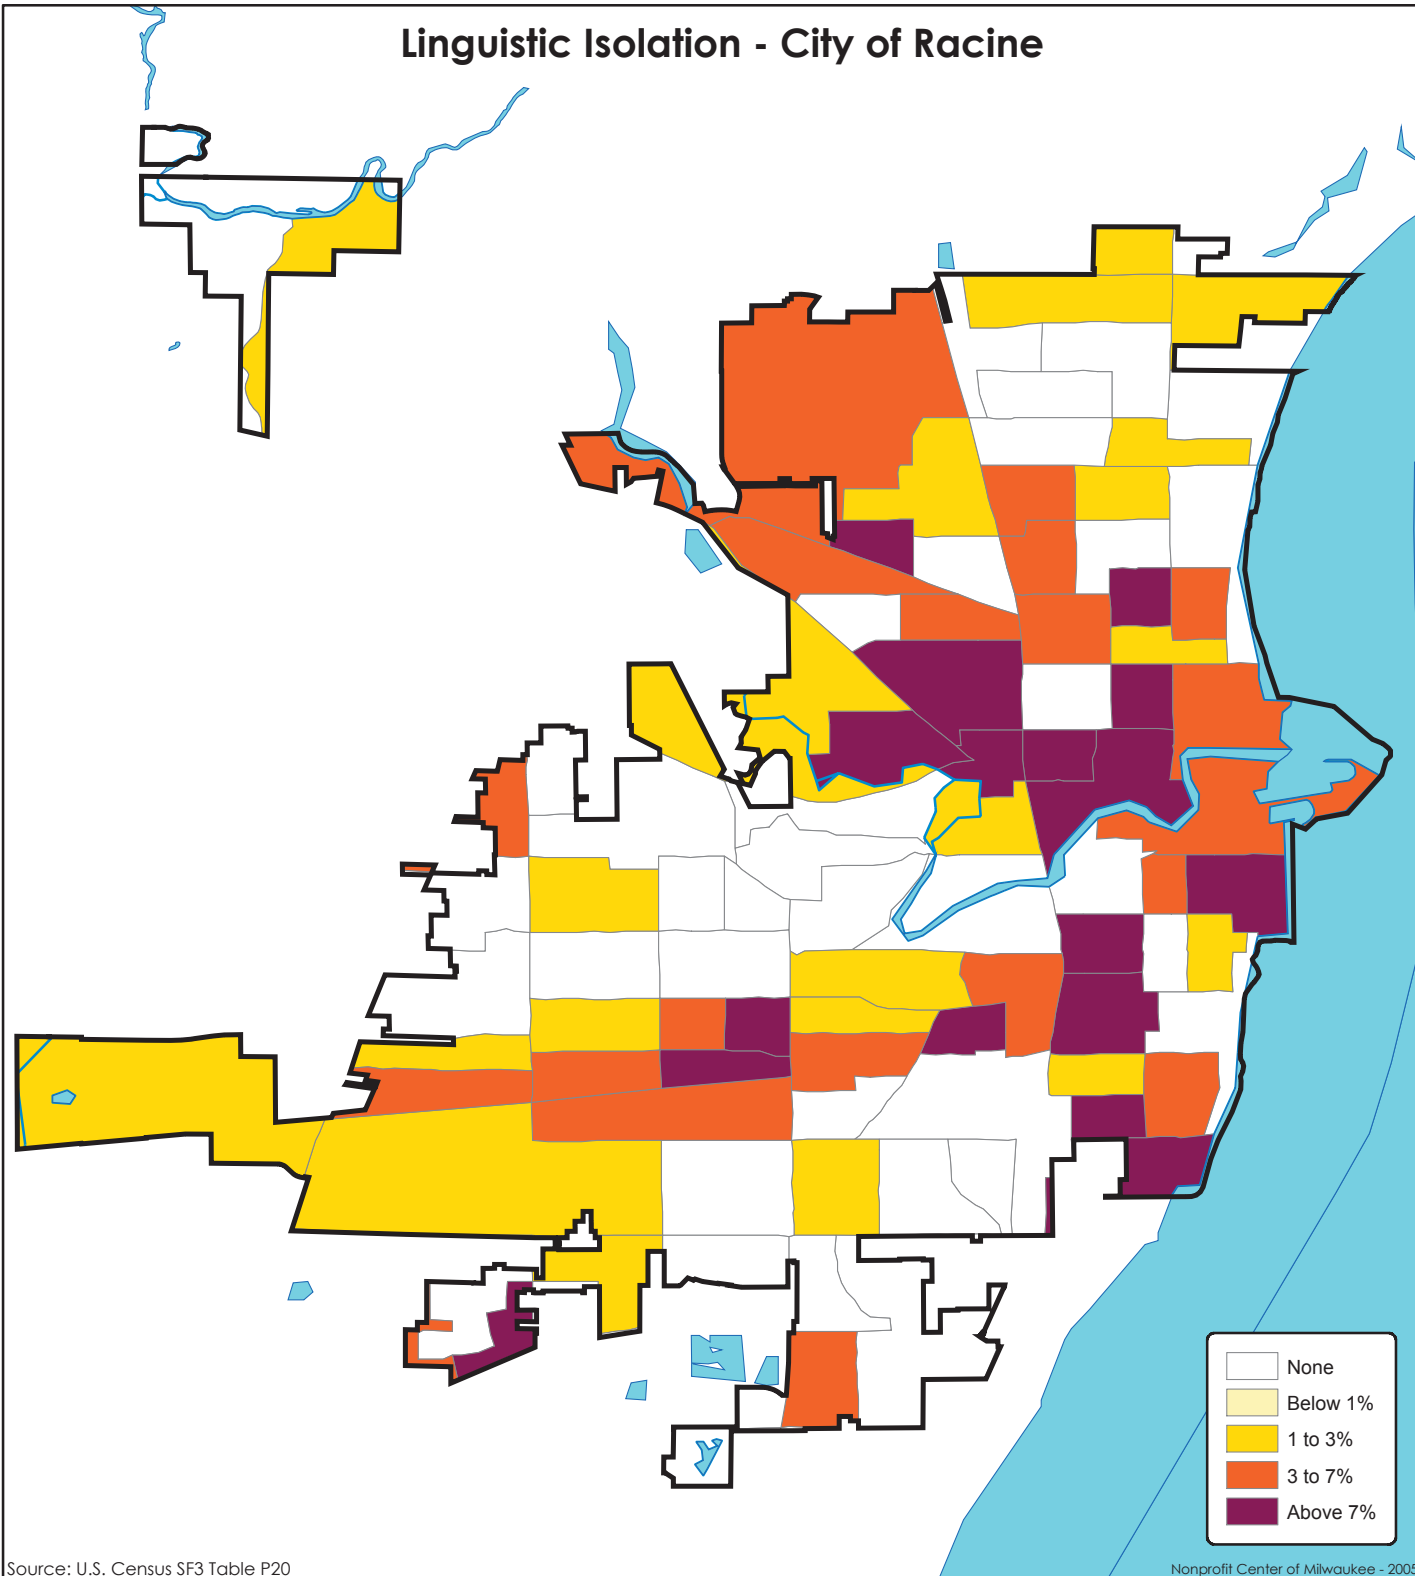 Linguistic Isolation - City of Racine
None
Below 1%
1 to 3%
3 to 7%
Above 7%
Source: U.S. Census SF3 Table P20
Nonprofit Center of Milwaukee - 2005